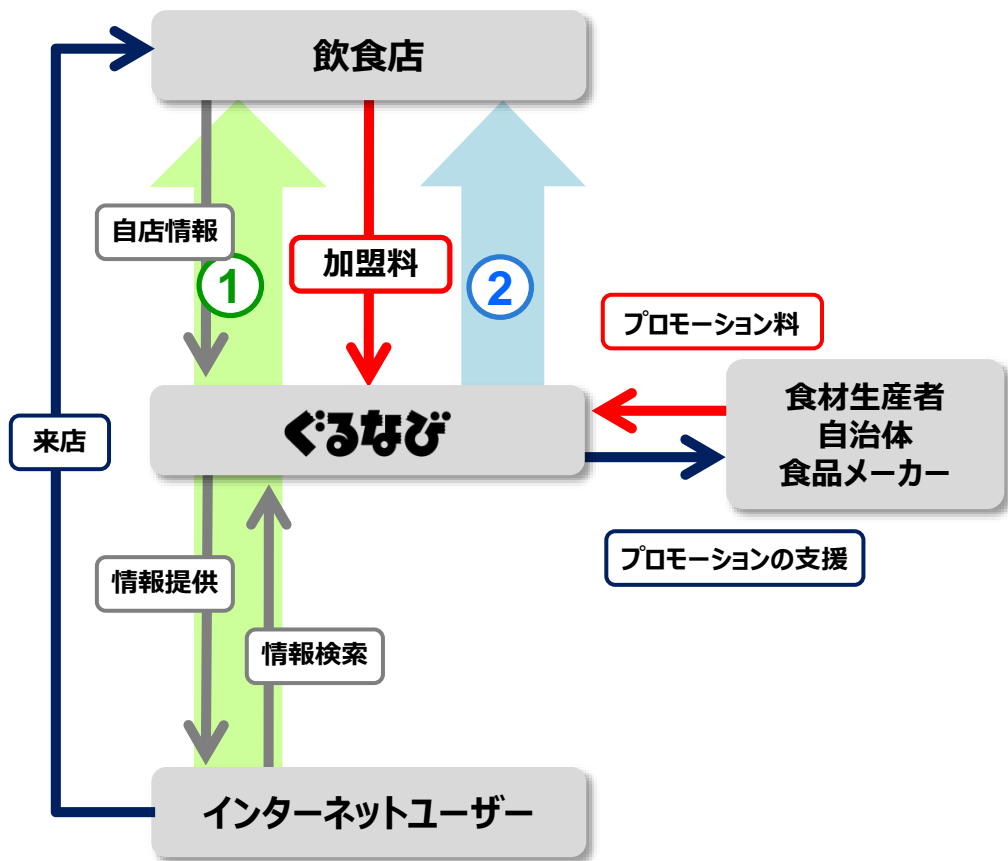 飲食店
自店情報
加盟料
1
2
プロモーション料
ぐるなび
食材生産者
自治体
食品メーカー
来店
プロモーションの支援
情報提供
情報検索
インターネットユーザー